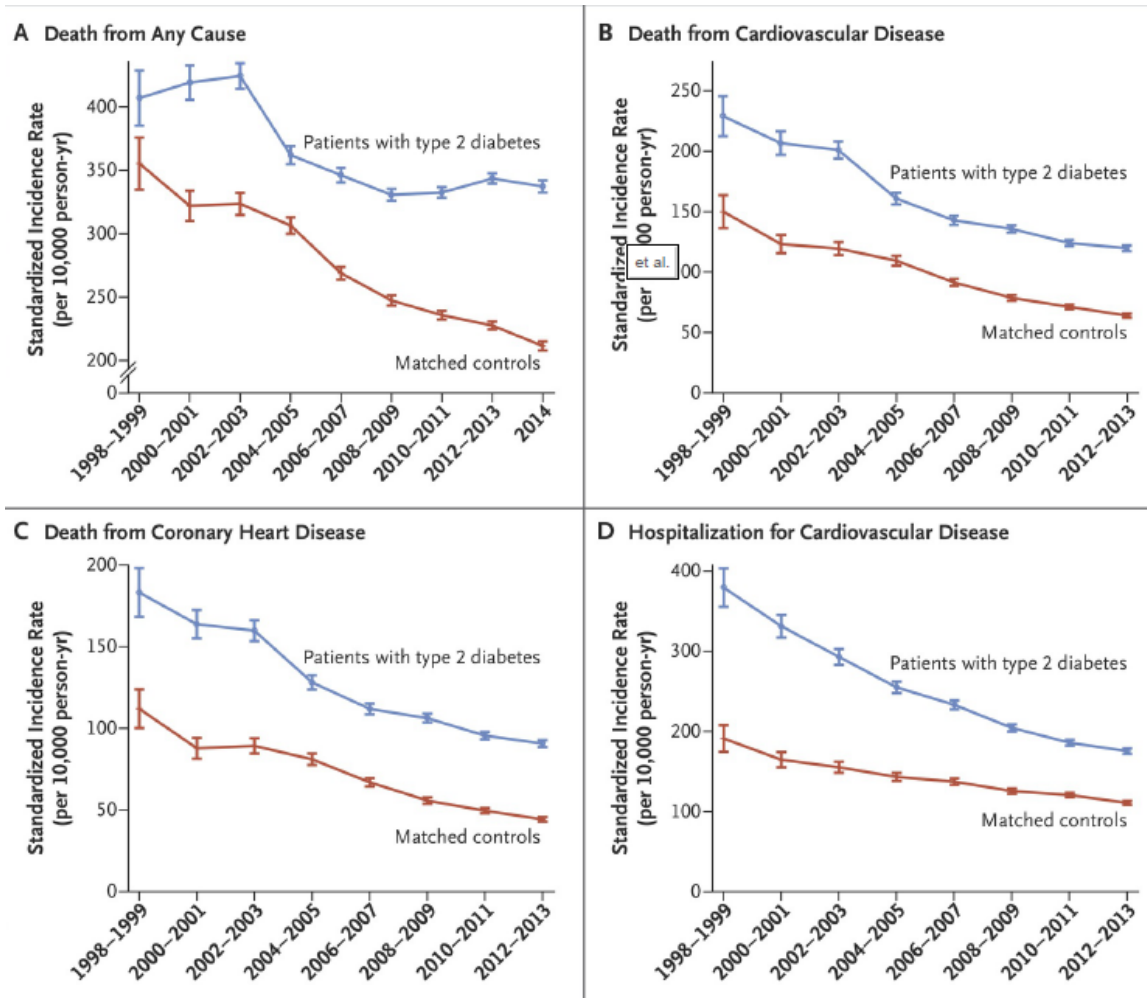 A Death from Any Cause
Standardized Incidence Rate
(per 10,000 person-yr)
400
350
300
250
200
0
Patients with type 2 diabetes
Matched controls
1998–1999
2000–2001
2002–2003
2004–2005
2006–2007
2008–2009
2010–2011
2012–2013
2014
B Death from Cardiovascular Disease
Standardized Incidence Rate
(per 00 person-yr)
et al.
250
200
150
100
50
0
Patients with type 2 diabetes
Matched controls
1998–1999
2000–2001
2002–2003
2004–2005
2006–2007
2008–2009
2010–2011
2012–2013
C Death from Coronary Heart Disease
Standardized Incidence Rate
(per 10,000 person-yr)
200
150
100
50
0
Patients with type 2 diabetes
Matched controls
1998–1999
2000–2001
2002–2003
2004–2005
2006–2007
2008–2009
2010–2011
2012–2013
D Hospitalization for Cardiovascular Disease
Standardized Incidence Rate
(per 10,000 person-yr)
400
300
200
100
0
Patients with type 2 diabetes
Matched controls
1998–1999
2000–2001
2002–2003
2004–2005
2006–2007
2008–2009
2010–2011
2012–2013